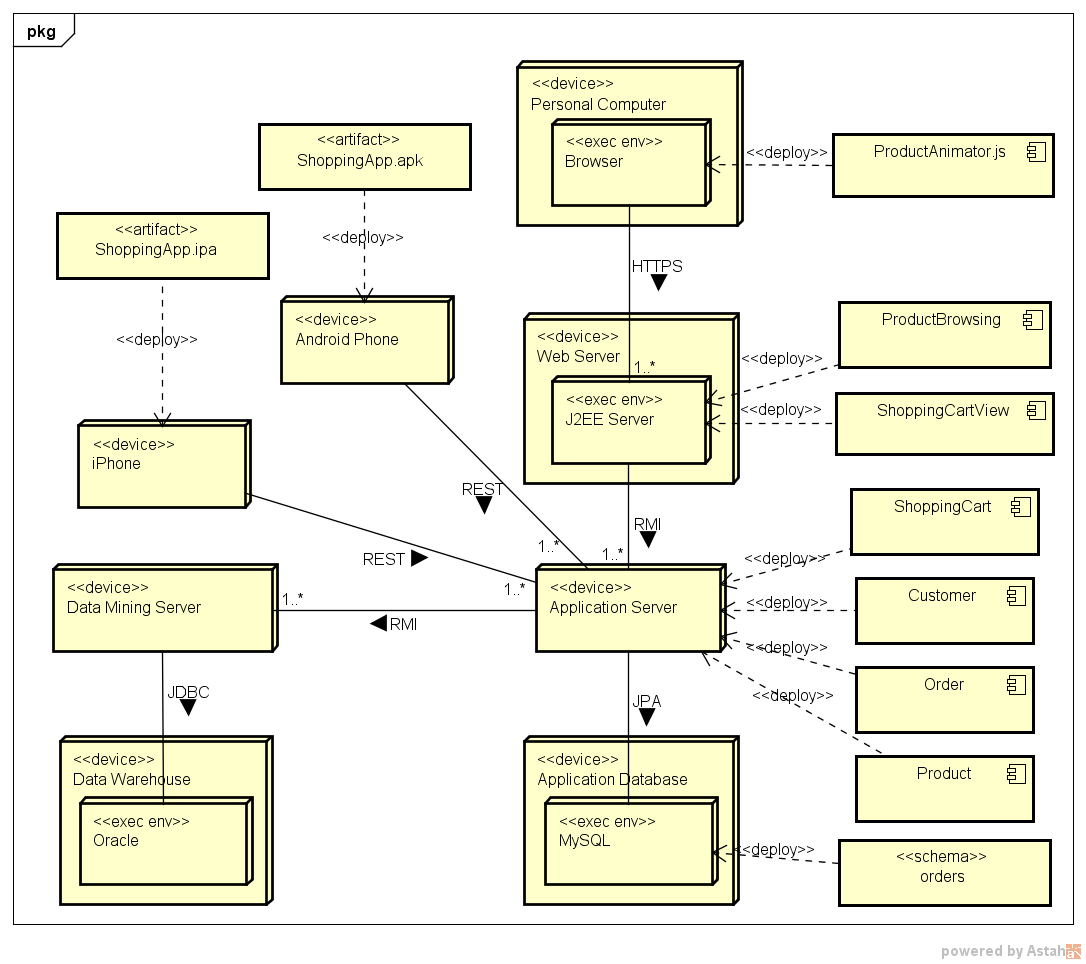 pkg
<<device>>
Personal Computer
<<exec env>>
Browser
<<deploy>>
ProductAnimator.js
<<artifact>>
ShoppingApp.apk
<<deploy>>
<<artifact>>
ShoppingApp.ipa
<<deploy>>
HTTPS
<<device>>
Android Phone
<<device>>
Web Server
1..*
<<exec env>>
J2EE Server
<<deploy>>
ProductBrowsing
<<deploy>>
ShoppingCartView
<<device>>
iPhone
REST
1..*
REST
1..*
RMI
1..*
ShoppingCart
<<deploy>>
<<device>>
Data Mining Server
1..*
RMI
<<device>>
Application Server
<<deploy>>
Customer
<<deploy>>
Order
<<deploy>>
Product
JDBC
JPA
<<device>>
Data Warehouse
<<exec env>>
Oracle
<<device>>
Application Database
<<exec env>>
MySQL
<<deploy>>
<<schema>>
orders
powered by Astah